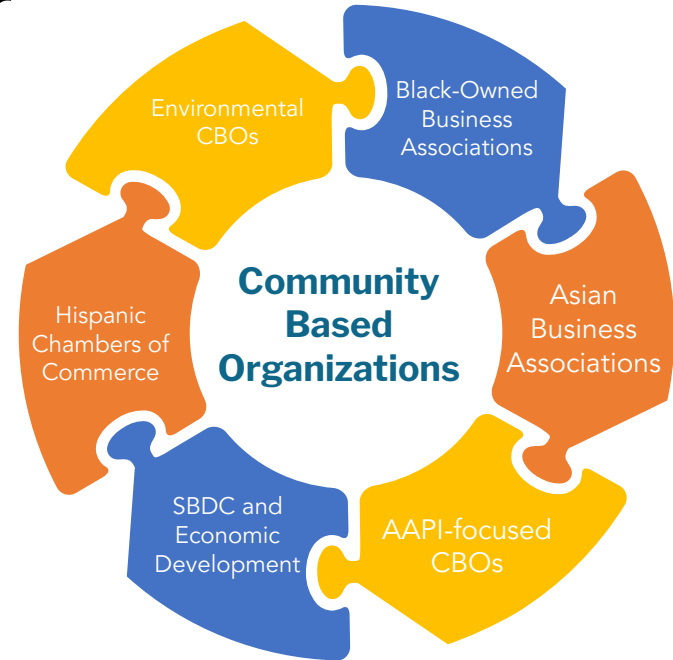 Environmental
CBOs
Black-Owned
Business
Associations
Asian
Business
Associations
AAPI-focused
CBOs
SBDC and
Economic
Development
Hispanic
Chambers of
Commerce
Community
Based
Organizations